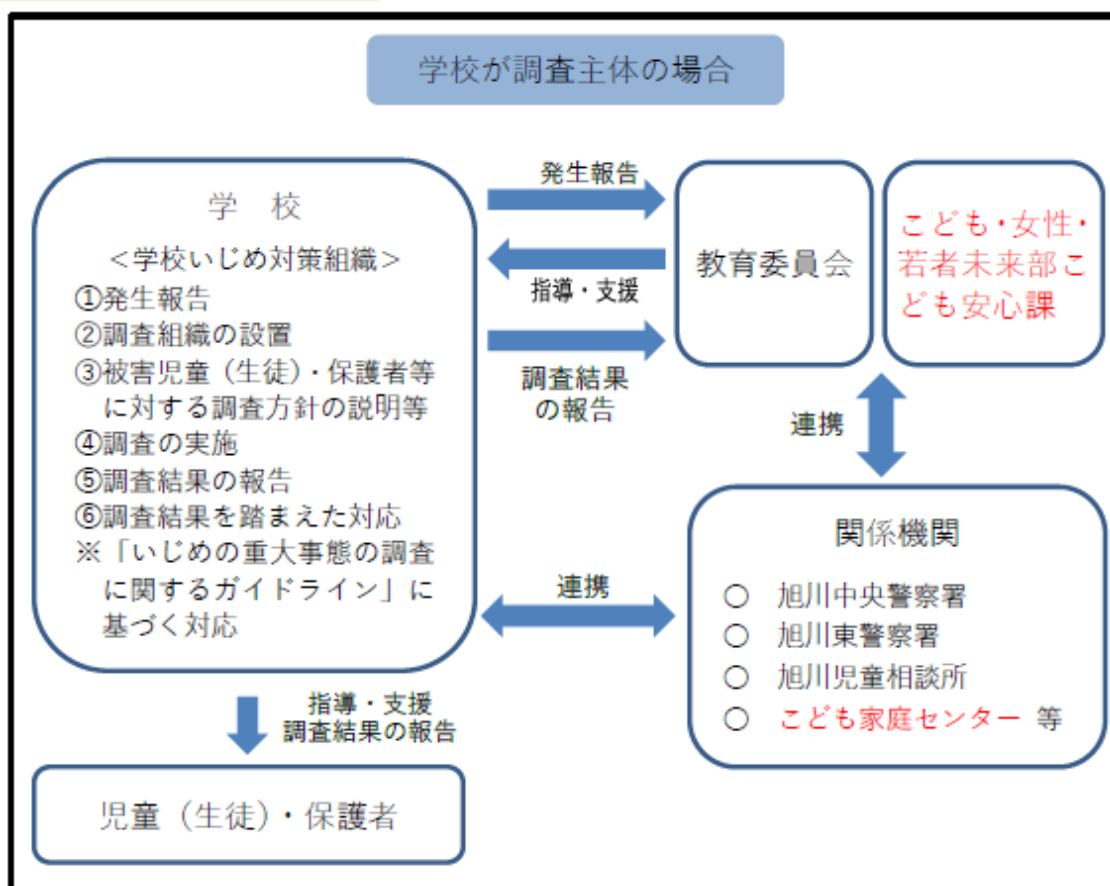 学校が調査主体の場合
学　校
＜学校いじめ対策組織＞
①発生報告
②調査組織の設置
③被害児童（生徒）・保護者等
に対する調査方針の説明等
④調査の実施
⑤調査結果の報告
⑥調査結果を踏まえた対応
※「いじめの重大事態の調査
に関するガイドライン」に
基づく対応
発生報告
指導・支援
調査結果
の報告
教育委員会
こども・女性・
若者未来部こ
ども安心課
連携
関係機関
○　旭川中央警察署
○　旭川東警察署
○　旭川児童相談所
○　こども家庭センター 等
連携
指導・支援
調査結果の報告
児童（生徒）・保護者